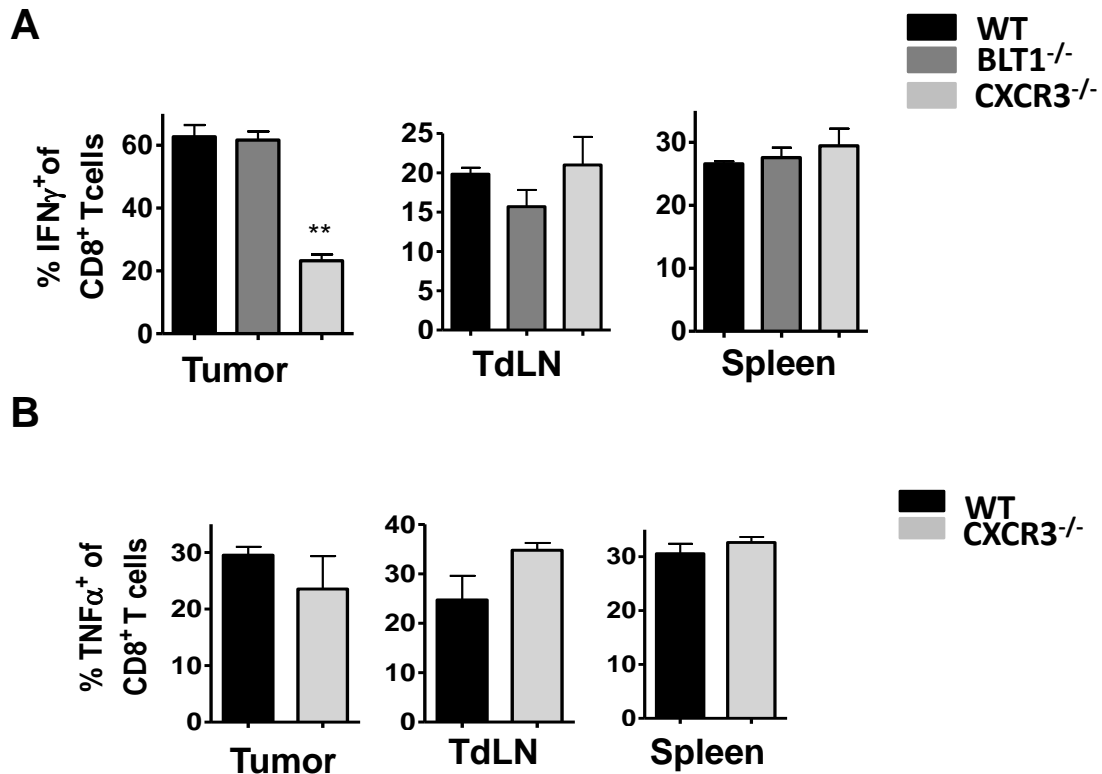 A
WT
BLT1-/-
CXCR3-/-
% IFNγ+of
CD8+ Tcells
60
40
20
0
Tumor
25
20
15
10
5
0
TdLN
30
20
10
0
Spleen
**
B
WT
CXCR3-/-
% TNFα+ of
CD8+ T cells
30
20
10
0
Tumor
40
30
20
10
0
TdLN
30
20
10
0
Spleen